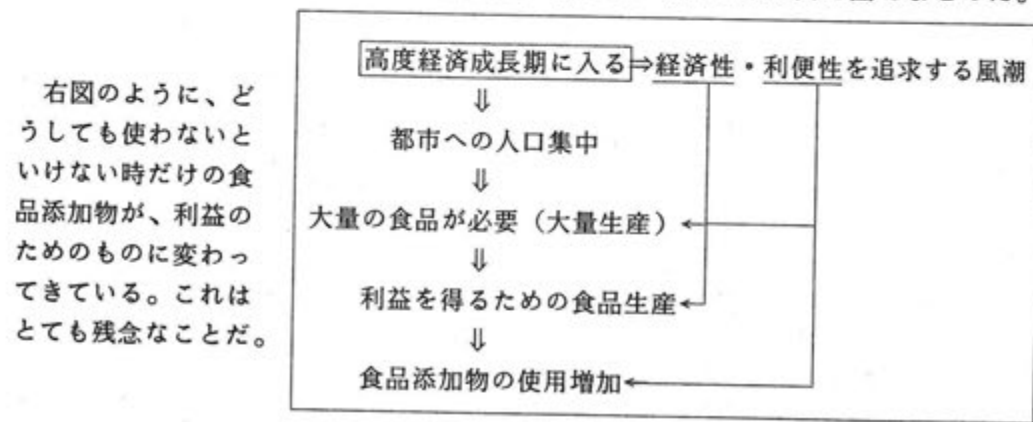 右図のように、ど
うしても使わないと
いけない時だけの食
品添加物が、利益の
ためのものに変わっ
てきている。これは
とても残念なことだ。
高度経済成長期に入る⇒経済性・利便性を追求する風潮
⇓
都市への人口集中
⇓
大量の食品が必要（大量生産）
⇓
利益を得るための食品生産
⇓
食品添加物の使用増加